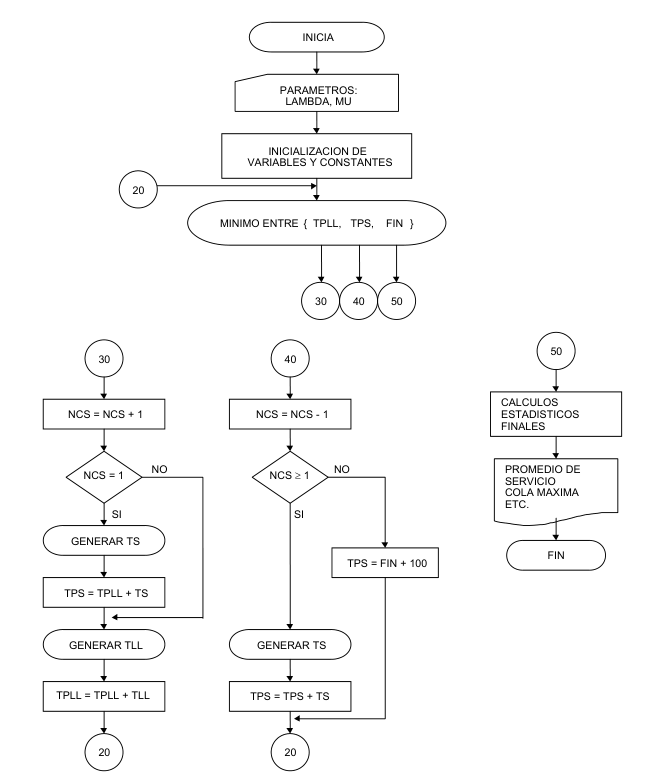 INICIA
PARAMETROS:
LAMBDA, MU
INICIALIZACION DE
VARIABLES Y CONSTANTES
20
MINIMO ENTRE { TPLL, TPS, FIN }
30
40
50
30
NCS = NCS + 1
NCS = 1
NO
SI
GENERAR TS
TPS = TPLL + TS
GENERAR TLL
TPLL = TPLL + TLL
20
40
NCS = NCS - 1
NCS ≥ 1
NO
SI
TPS = FIN + 100
GENERAR TS
TPS = TPS + TS
20
50
CALCULOS
ESTADISTICOS
FINALES
PROMEDIO DE
SERVICIO
COLA MAXIMA
ETC.
FIN